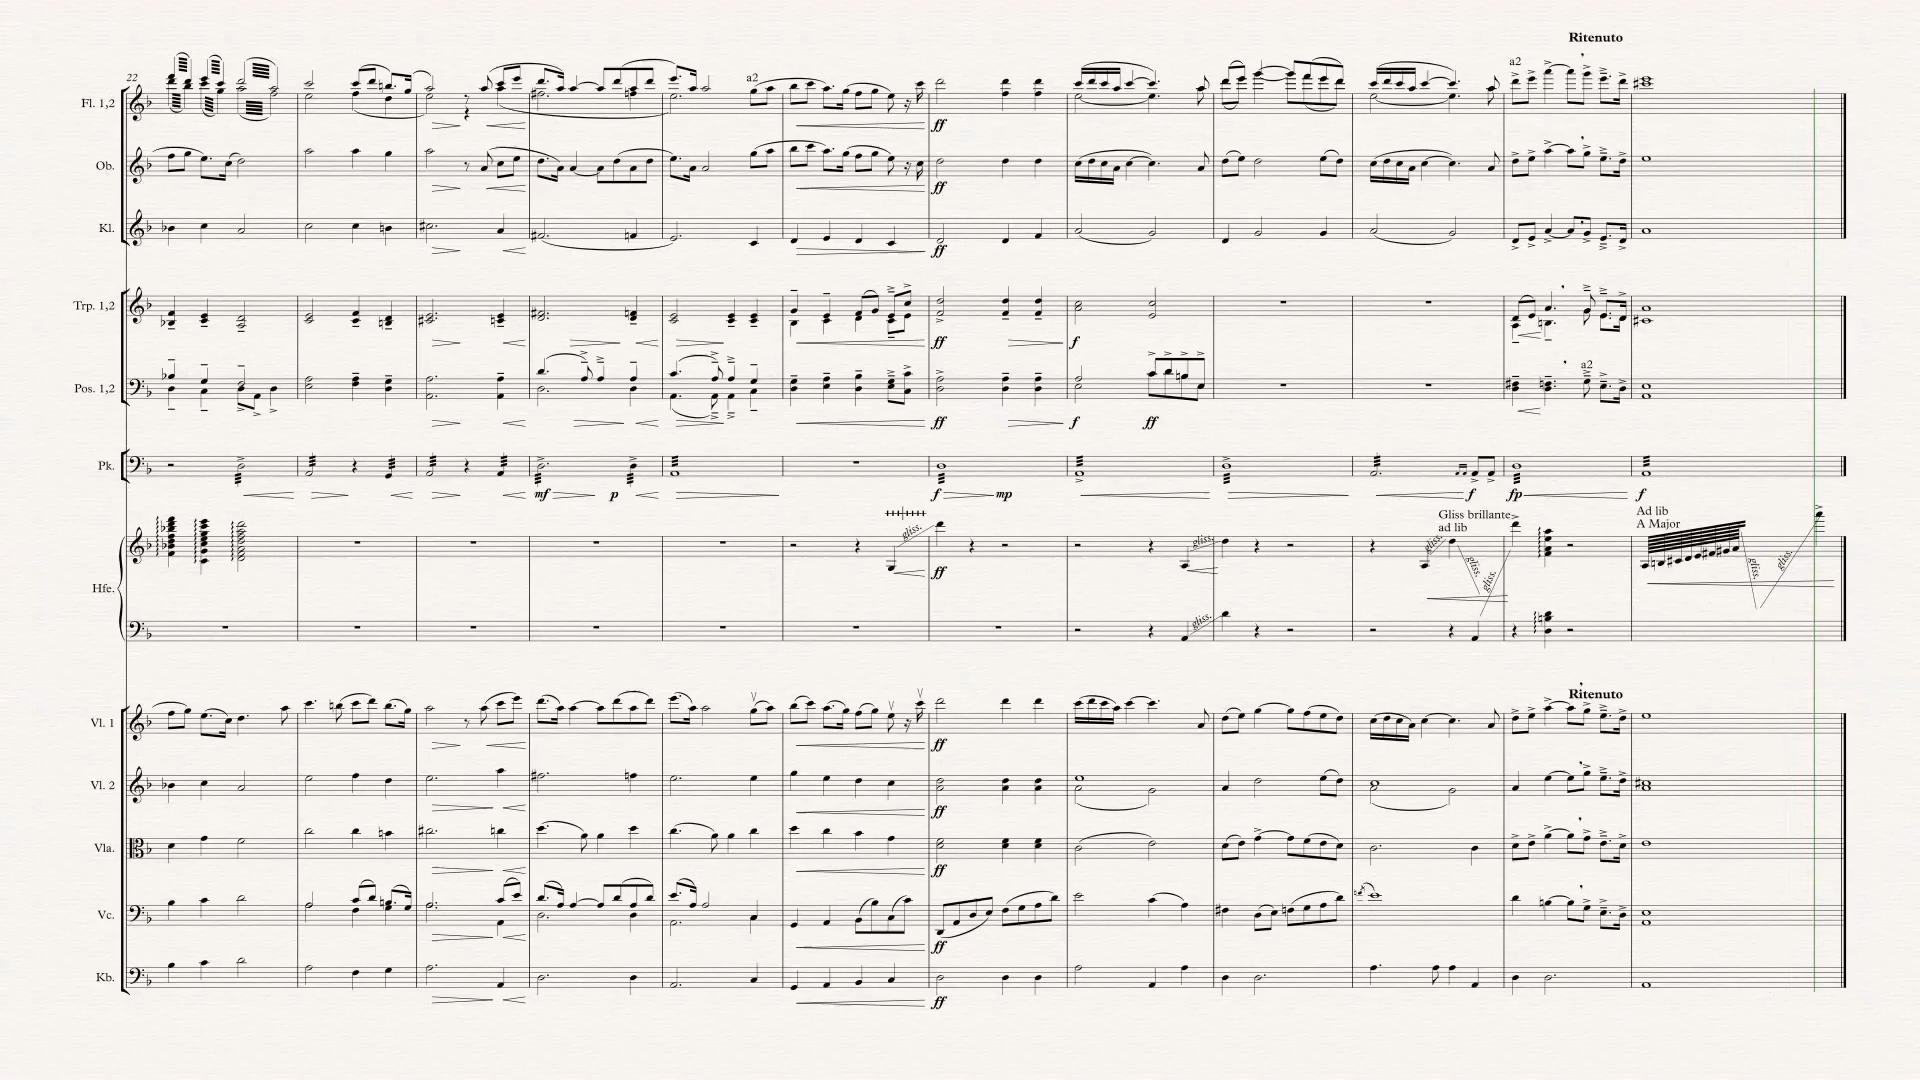 Ritenuto
22
a2
a2
Fl. 1,2
ff
Ob.
ff
Kl.
ff
Trp. 1,2
ff
f
a2
Pos. 1,2
ff
f
ff
Pk.
mf
p
f
mp
f
fp
f
Gliss brillante
ad lib
Ad lib
A Major
gliss.
gliss.
gliss.
gliss.
gliss.
gliss.
gliss.
ff
Hfe.
gliss.
Ritenuto
Vl. 1
ff
Vl. 2
ff
Vla.
ff
Vc.
ff
Kb.
ff